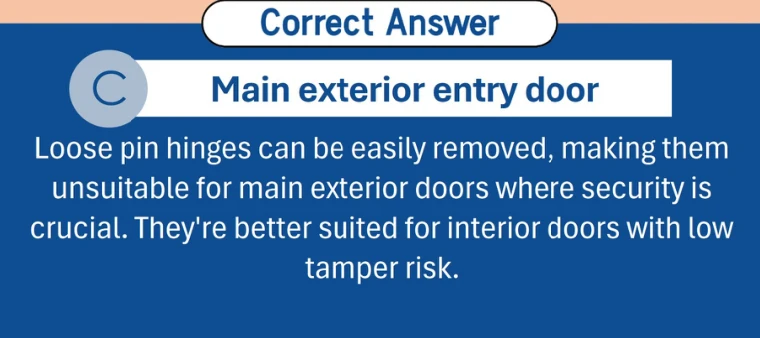 Correct Answer
C
Main exterior entry door
Loose pin hinges can be easily removed, making them
unsuitable for main exterior doors where security is
crucial. They're better suited for interior doors with low
tamper risk.